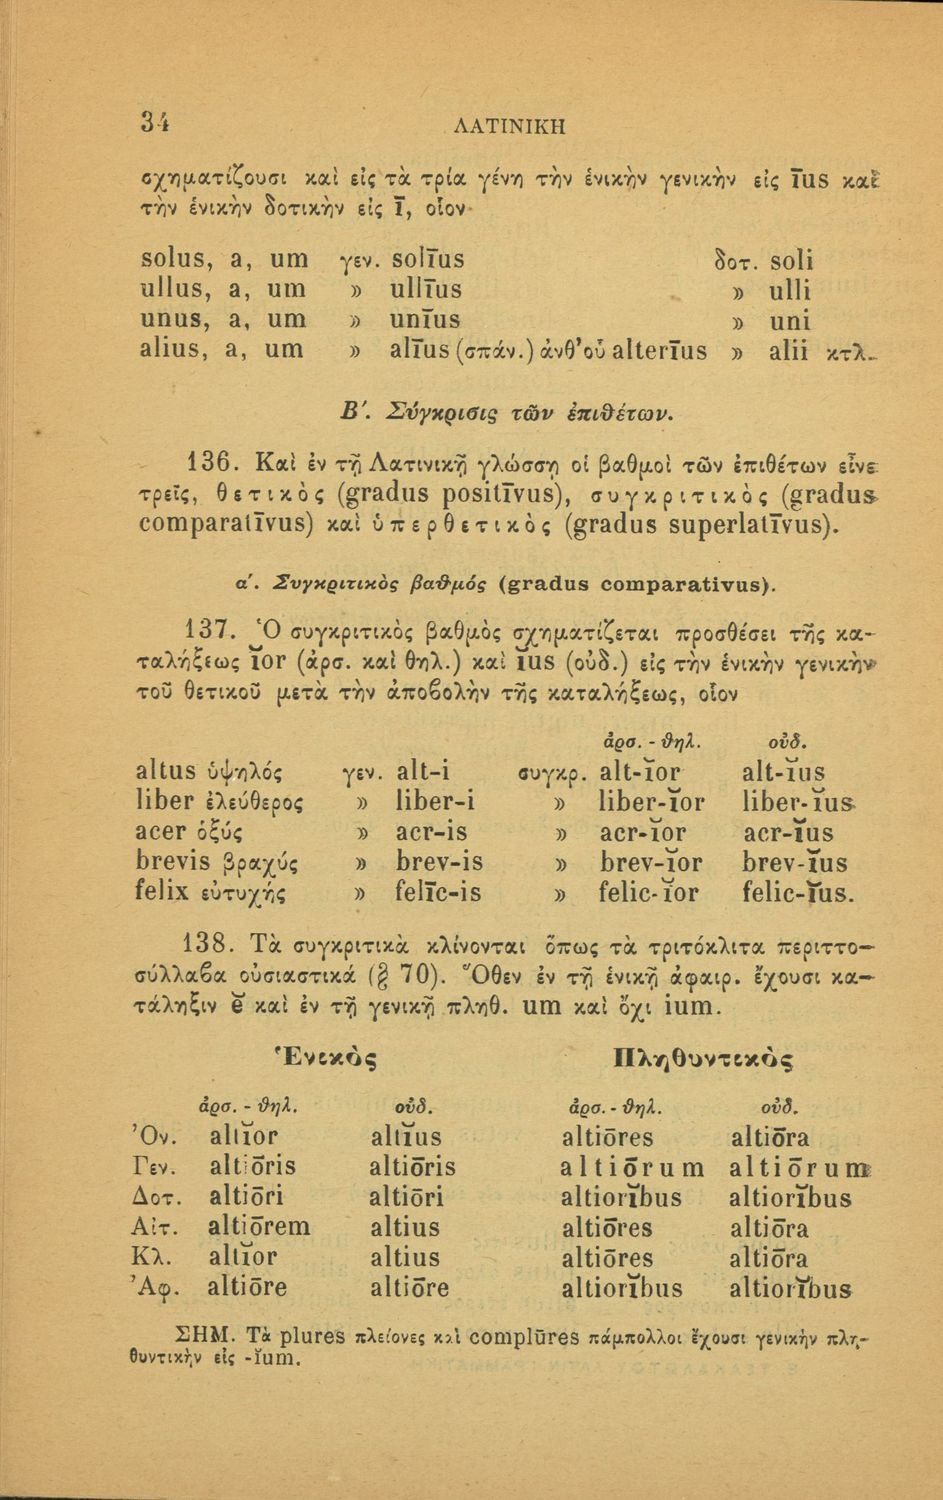 34 ΛΑΤΙΝΙΚΗ
σχηματίζουσι καὶ εἰς τὰ τρία γένη τὴν ἑνικὴν γενικὴν εἰς īus καὶ
τὴν ἑνικὴν δοτικὴν εἰς ī, οἷον
solus, a, um γεν. solīus δοτ. soli
ullus, a, um » ullīus » ulli
unus, a, um » unīus » uni
alius, a, um » alīus (σπάν.) ἀνθ' οὗ alterīus » alii κτλ.
Β'. Σύγκρισις τῶν ἐπιθέτων.
136. Καὶ ἐν τῇ Λατινικῇ γλώσσῃ οἱ βαθμοὶ τῶν ἐπιθέτων εἶνε
τρεῖς, θετικὸς (gradus positīvus), συγκριτικὸς (gradus
comparatīvus) καὶ ὑπερθετικὸς (gradus superlatīvus).
α'. Συγκριτικὸς βαθμός (gradus comparativus).
137. Ὁ συγκριτικὸς βαθμὸς σχηματίζεται προσθέσει τῆς κα-
ταλήξεως ĭor (ἀρσ. καὶ θηλ.) καὶ ĭus (οὐδ.) εἰς τὴν ἑνικὴν γενικὴν
τοῦ θετικοῦ μετὰ τὴν ἀποβολὴν τῆς καταλήξεως, οἷον
ἀρσ. - θηλ. οὐδ.
altus ὑψηλός γεν. alt-i συγκρ. alt-ĭor alt-ĭus
liber ἐλεύθερος » liber-i » liber-ĭor liber-ĭus
acer ὀξύς » acr-is » acr-ĭor acr-ĭus
brevis βραχύς » brev-is » brev-ĭor brev-ĭus
felix εὐτυχής » felīc-is » felic-ĭor felic-ĭus.
138. Τὰ συγκριτικὰ κλίνονται ὅπως τὰ τριτόκλιτα περιττο-
σύλλαβα οὐσιαστικά (§ 70). Ὅθεν ἐν τῇ ἑνικῇ ἀφαιρ. ἔχουσι κα-
τάληξιν ĕ καὶ ἐν τῇ γενικῇ πληθ. um καὶ ὄχι ium.
Ἑνικὸς Πληθυντικὸς
ἀρσ. - θηλ. οὐδ. ἀρσ. - θηλ. οὐδ.
Ὀν. altĭor altĭus altiōres altiōra
Γεν. altiōris altiōris altiōrum altiōrum
Δοτ. altiōri altiōri altiorĭbus altiorĭbus
Αἰτ. altiōrem altius altiōres altiōra
Κλ. altĭor altius altiōres altiōra
Ἀφ. altiōre altiōre altiorĭbus altiorĭbus
ΣΗΜ. Τὰ plures πλείονες καὶ complūres πάμπολλοι ἔχουσι γενικὴν πλη-
θυντικὴν εἰς -ĭum.